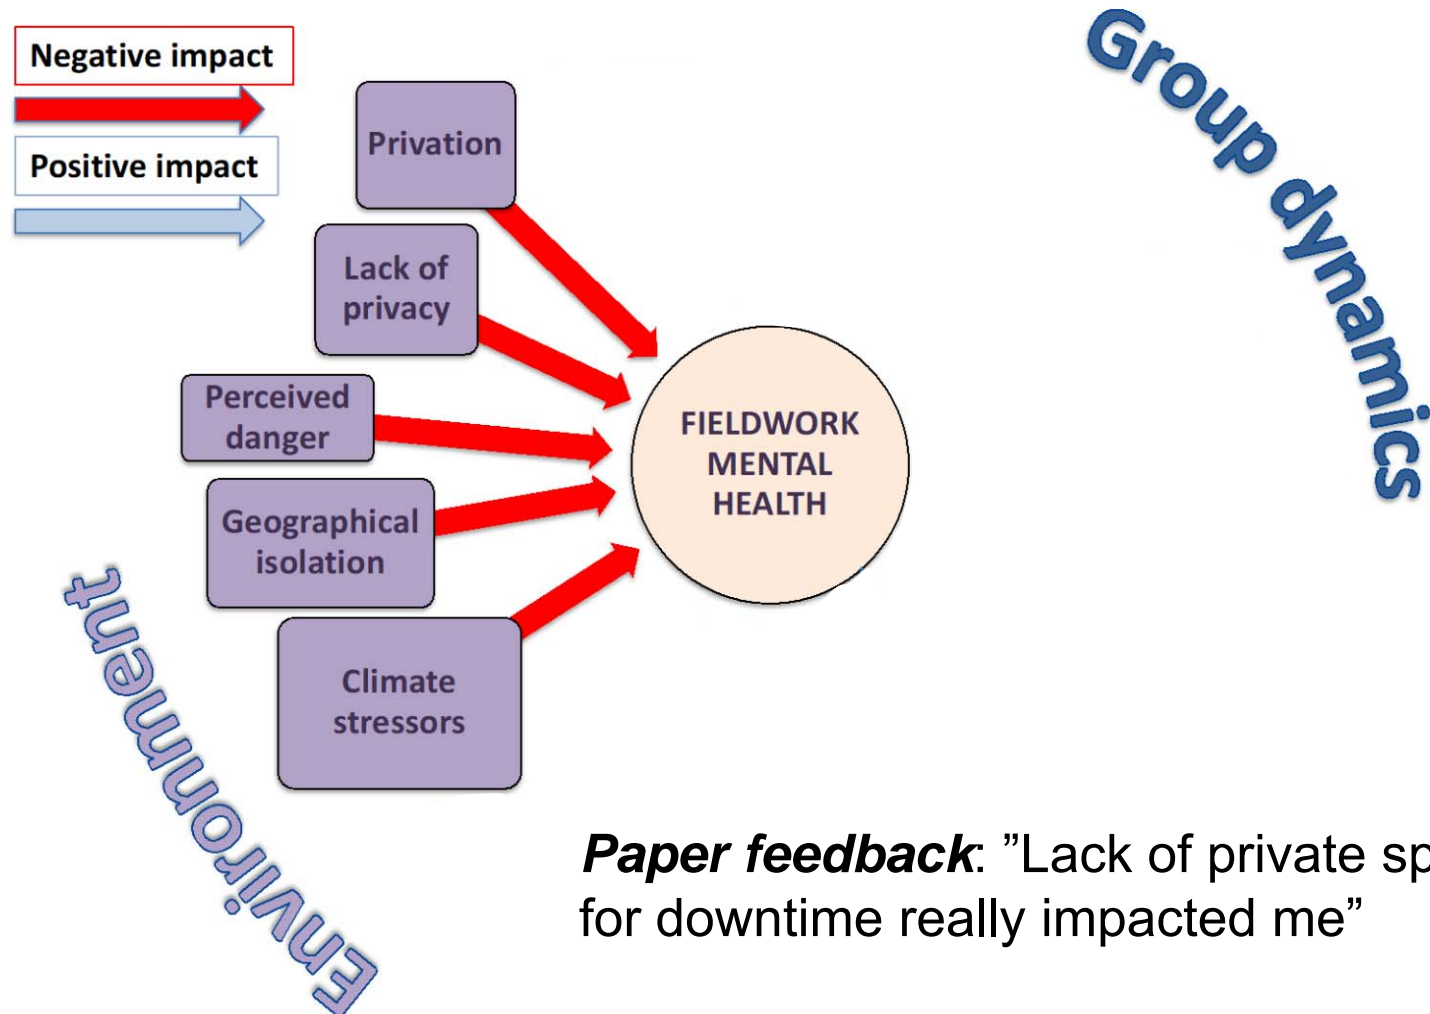 Negative impact
Positive impact
Group dynamics
Privation
Lack of
privacy
Perceived
danger
Geographical
isolation
Climate
stressors
FIELDWORK
MENTAL
HEALTH
Environment
Paper feedback: ”Lack of private
for downtime really impacted me”